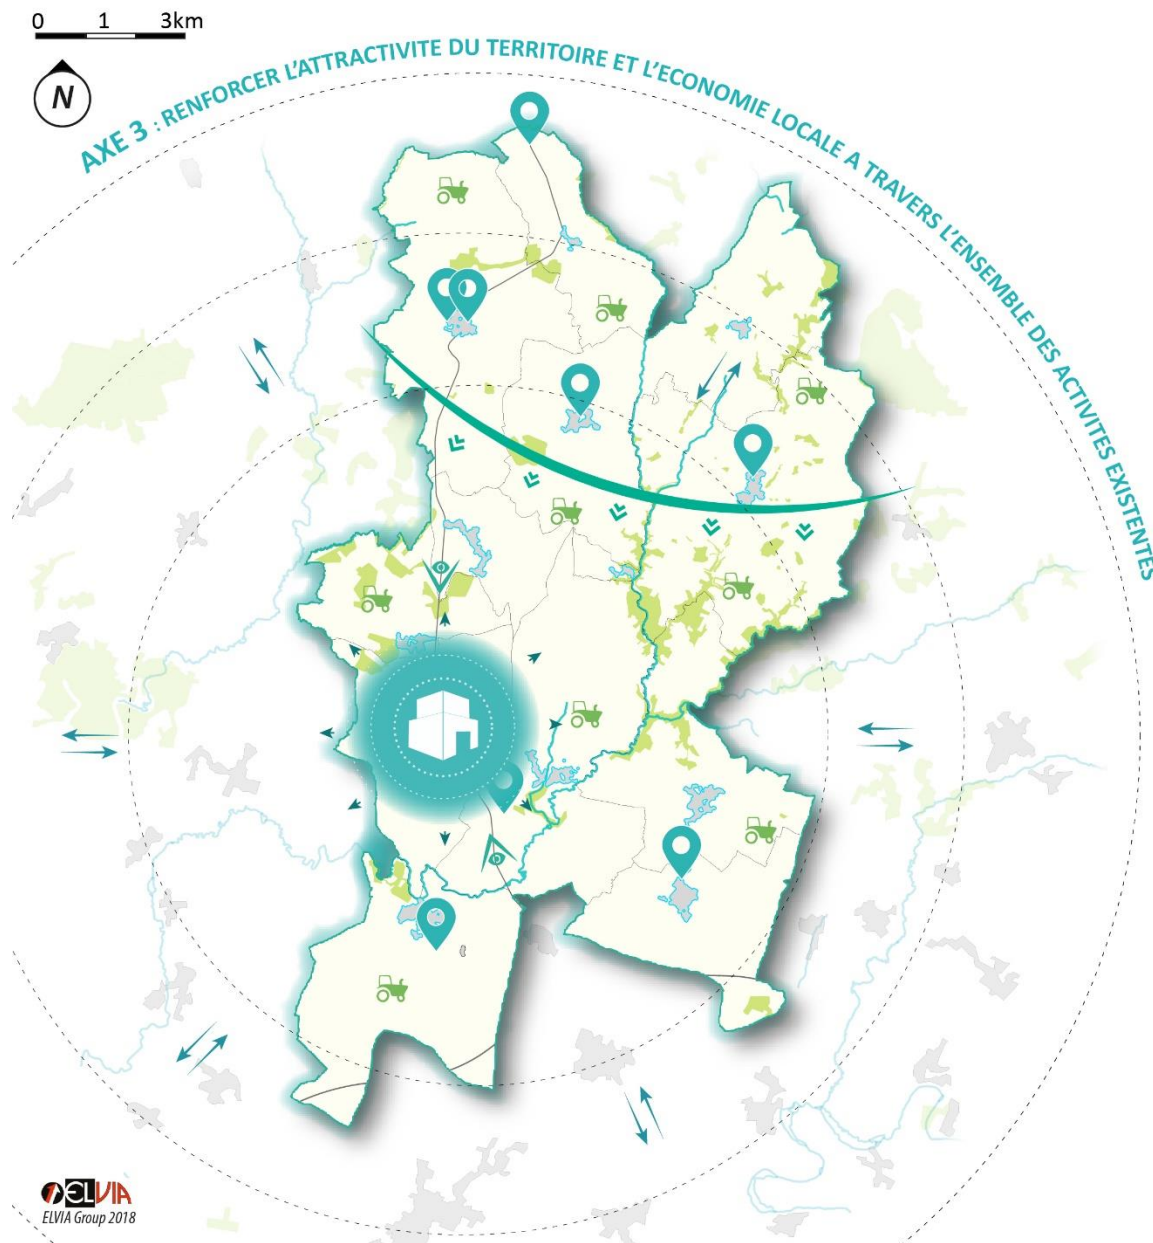 0 1 3km
N
AXE 3 : RENFORCER L'ATTRACTIVITE DU TERRITOIRE ET L'ECONOMIE LOCALE A TRAVERS L'ENSEMBLE DES ACTIVITES EXISTENTES
ELVIA
ELVIA Group 2018